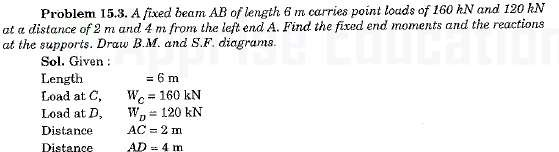 Problem 15.3. A fixed beam AB of length 6 m carries point loads of 160 kN and 120 kN
at a distance of 2 m and 4 m from the left end A. Find the fixed end moments and the reactions
at the supports. Draw B.M. and S.F. diagrams.
Sol. Given :
Length = 6 m
Load at C, W_C = 160 kN
Load at D, W_D = 120 kN
Distance AC = 2 m
Distance AD = 4 m